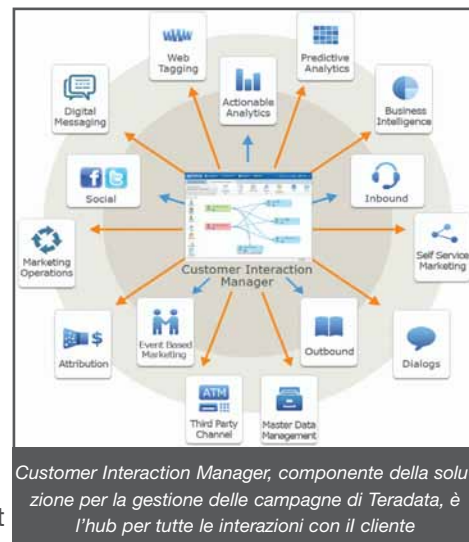 Web
Tagging
Predictive
Analytics
Actionable
Analytics
Digital
Messaging
Business
Intelligence
Social
Inbound
Customer Interaction
Manager
Marketing
Operations
Self Service
Marketing
Attribution
$
Event Based
Marketing
Outbound
Dialogs
ATM
Third Party
Channel
Master Data
Management
Customer Interaction Manager, componente della solu
zione per la gestione delle campagne di Teradata, è
l'hub per tutte le interazioni con il cliente
t